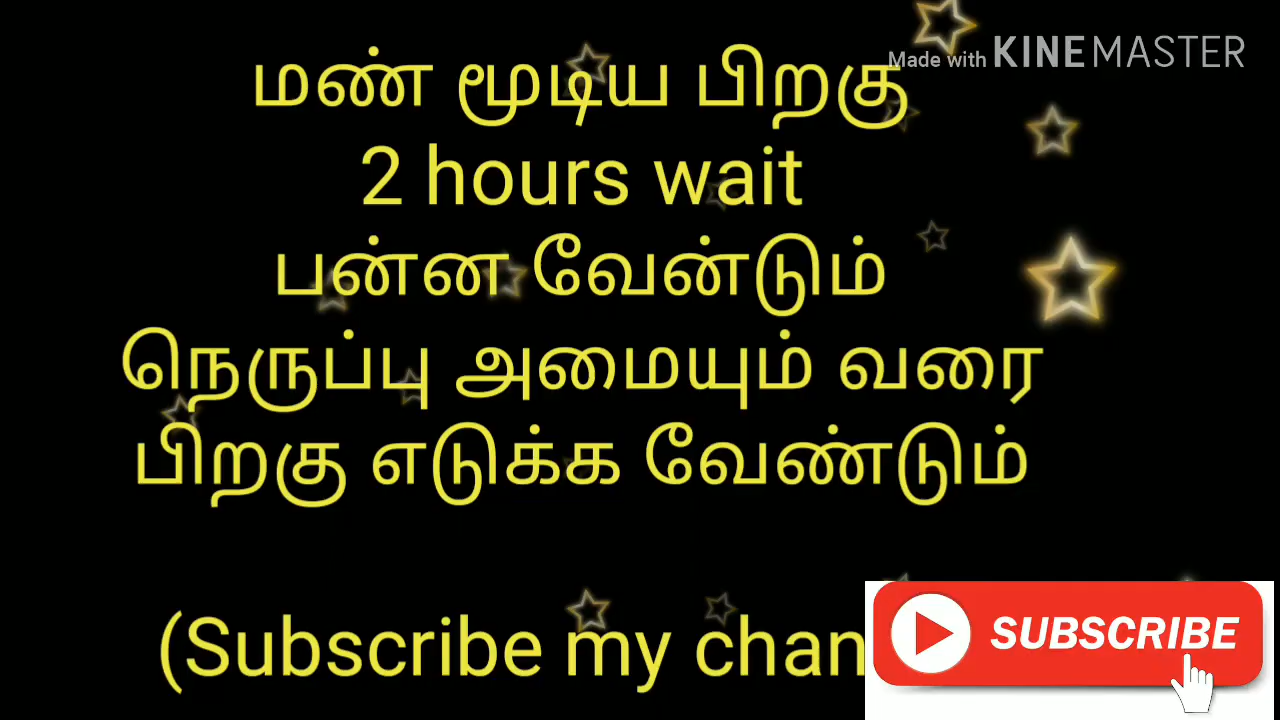 Made with KINEMASTER
மண் மூடிய பிறகு
2 hours wait
பன்ன வேன்டும்
நெருப்பு அமையும் வரை
பிறகு எடுக்க வேண்டும்
(Subscribe my chan
SUBSCRIBE